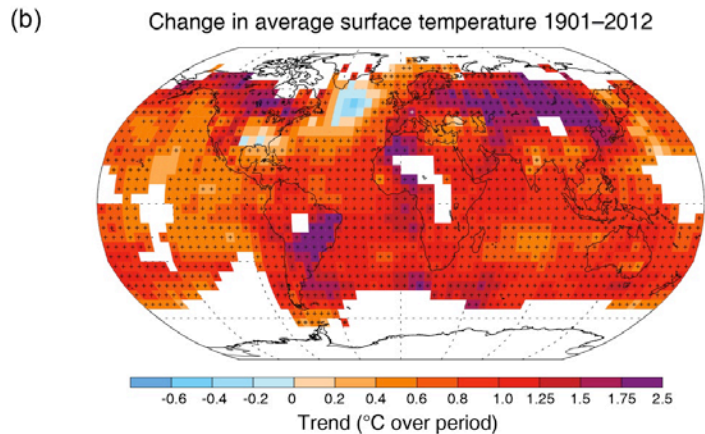 (b)
Change in average surface temperature 1901–2012
-0.6 -0.4 -0.2 0 0.2 0.4 0.6 0.8 1.0 1.25 1.5 1.75 2.5
Trend (°C over period)